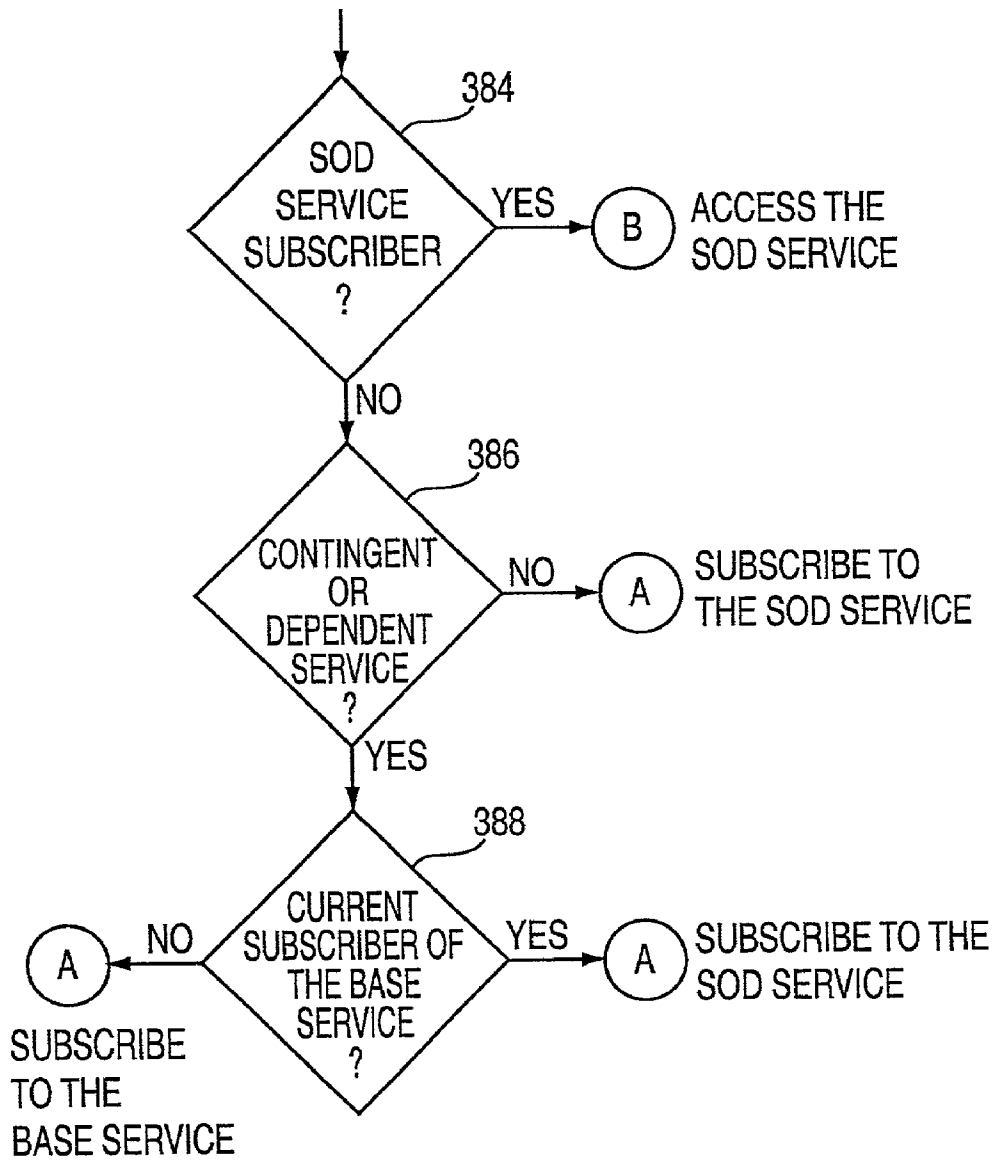 384
SOD
SERVICE
SUBSCRIBER
?
YES
B
ACCESS THE
SOD SERVICE
NO
386
CONTINGENT
OR
DEPENDENT
SERVICE
?
NO
A
SUBSCRIBE TO
THE SOD SERVICE
YES
388
CURRENT
SUBSCRIBER OF
THE BASE
SERVICE
?
NO
A
SUBSCRIBE
TO THE
BASE SERVICE
YES
A
SUBSCRIBE TO THE
SOD SERVICE